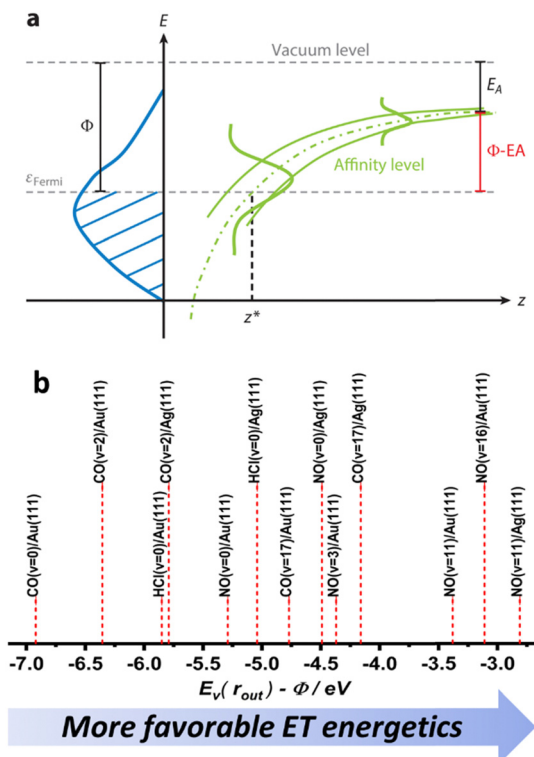 a
E
Vacuum level
E_A
Φ
Φ-EA
Affinity level
ε_Fermi
z*
z
b
CO(v=0)/Au(111)
CO(v=2)/Au(111)
HCl(v=0)/Au(111)
CO(v=2)/Ag(111)
NO(v=0)/Au(111)
HCl(v=0)/Ag(111)
CO(v=17)/Au(111)
NO(v=0)/Ag(111)
NO(v=3)/Au(111)
CO(v=17)/Ag(111)
NO(v=11)/Au(111)
NO(v=16)/Au(111)
NO(v=11)/Ag(111)
-7.0 -6.5 -6.0 -5.5 -5.0 -4.5 -4.0 -3.5 -3.0
E_v(r_out) - Φ / eV
More favorable ET energetics